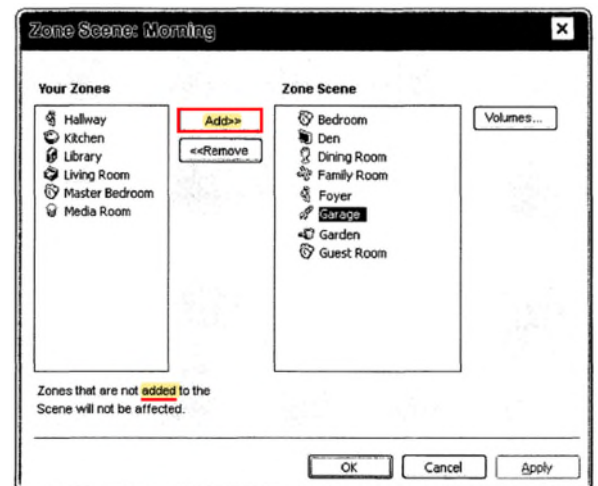 Zone Scene: Morning
Your Zones
Hallway
Kitchen
Library
Living Room
Master Bedroom
Media Room
Add>>
<<Remove
Zone Scene
Bedroom
Den
Dining Room
Family Room
Foyer
Garage
Garden
Guest Room
Volumes...
Zones that are not added to the
Scene will not be affected.
OK
Cancel
Apply